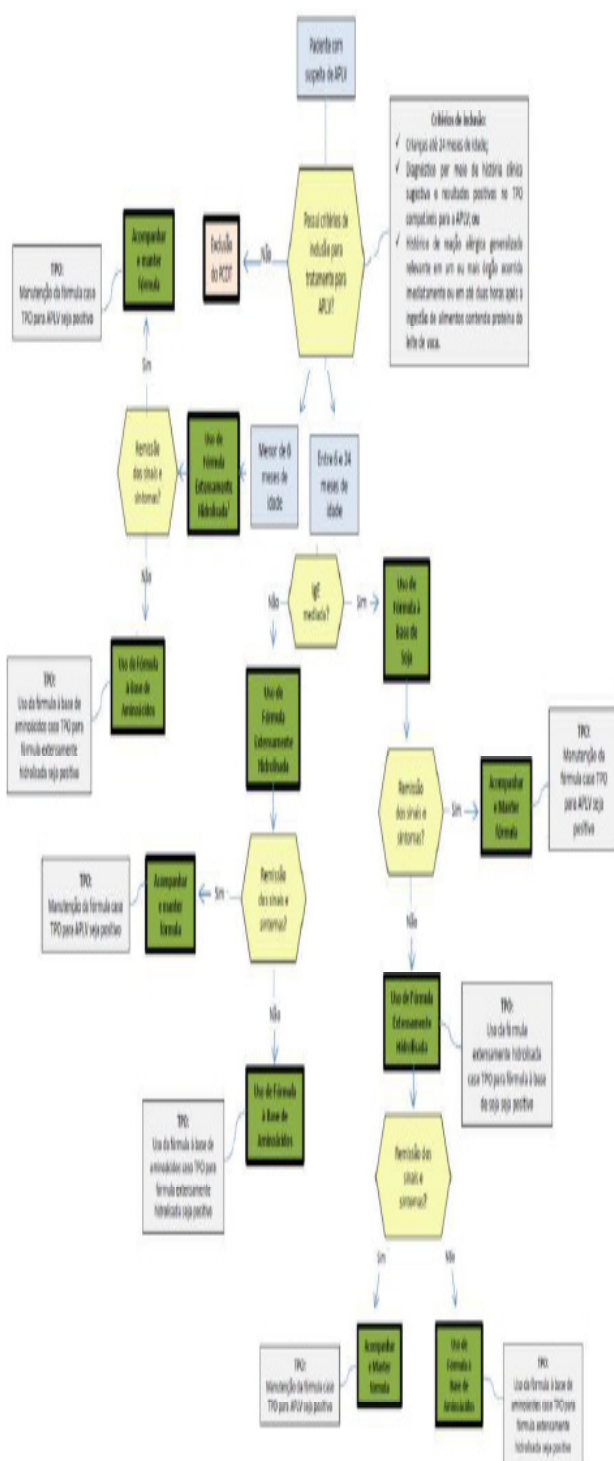 Paciente com
suspeita de APLV
Critérios de Inclusão:
✓ Crianças até 24 meses de idade;
✓ Diagnóstico por meio da história clínica
sugestiva e resultados positivos no TPO
compatíveis para a APLV; ou
✓ Histórico de reação alérgica generalizada
relevante em um ou mais órgão ocorrida
imediatamente ou em até duas horas após a
ingestão de alimentos contendo proteína do
leite de vaca.
Possui critérios de
inclusão para
tratamento para
APLV?
Não
Exclusão
do PCDT
Acompanhar
e manter
fórmula
TPO:
Manutenção da fórmula caso
TPO para APLV seja positivo
Sim
Remissão
dos sinais e
sintomas?
Uso de
Fórmula
Extensamente
Hidrolisada¹
Menor de 6
meses de
idade
Entre 6 e 24
meses de
idade
Não
Uso de Fórmula
à Base de
Aminoácidos
TPO:
Uso da fórmula à base de
aminoácidos caso TPO para
fórmula extensamente
hidrolisada seja positivo
IgE
mediada?
Não
Sim
Uso de
Fórmula à
Base de
Soja
Uso de
Fórmula
Extensamente
Hidrolisada
Remissão
dos sinais e
sintomas?
Sim
Acompanhar
e Manter
fórmula
TPO:
Manutenção da
fórmula caso TPO
para APLV seja
positivo
Remissão
dos sinais e
sintomas?
Sim
Acompanhar
e manter
fórmula
TPO:
Manutenção da fórmula caso
TPO para APLV seja positivo
Não
Uso de Fórmula
à Base de
Aminoácidos
TPO:
Uso da fórmula à base de
aminoácidos caso TPO para
fórmula extensamente
hidrolisada seja positivo
Não
Uso de Fórmula
Extensamente
Hidrolisada
TPO:
Uso da fórmula
extensamente hidrolisada
caso TPO para fórmula à base
de soja seja positivo
Remissão dos
sinais e
sintomas?
Sim
Não
Acompanhar
e Manter
fórmula
TPO:
Manutenção da fórmula caso
TPO para APLV seja positivo
Uso de
Fórmula à
Base de
Aminoácidos
TPO:
Uso da fórmula à base de
aminoácidos caso TPO para
fórmula extensamente
hidrolisada seja positivo